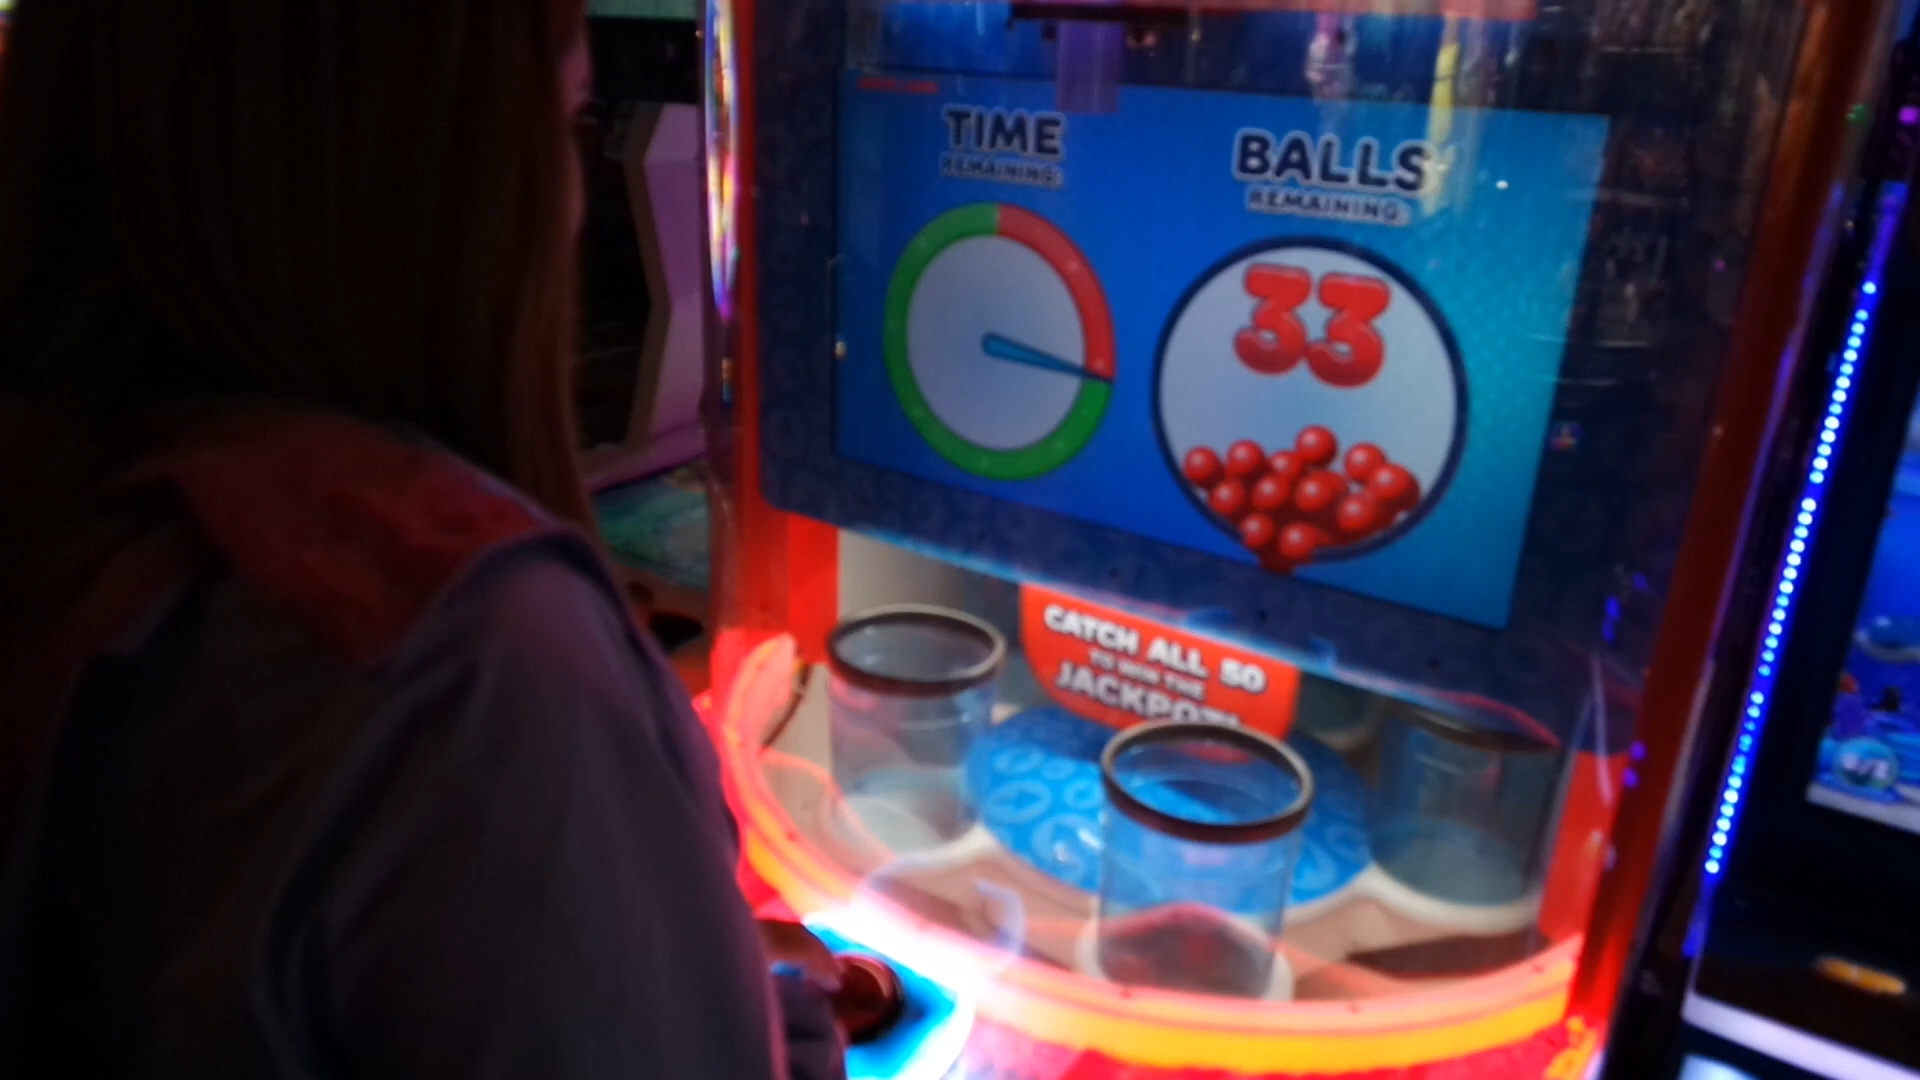 TIME
REMAINING:
BALLS
REMAINING:
33
CATCH ALL 50
TO WIN THE
JACKPOT!